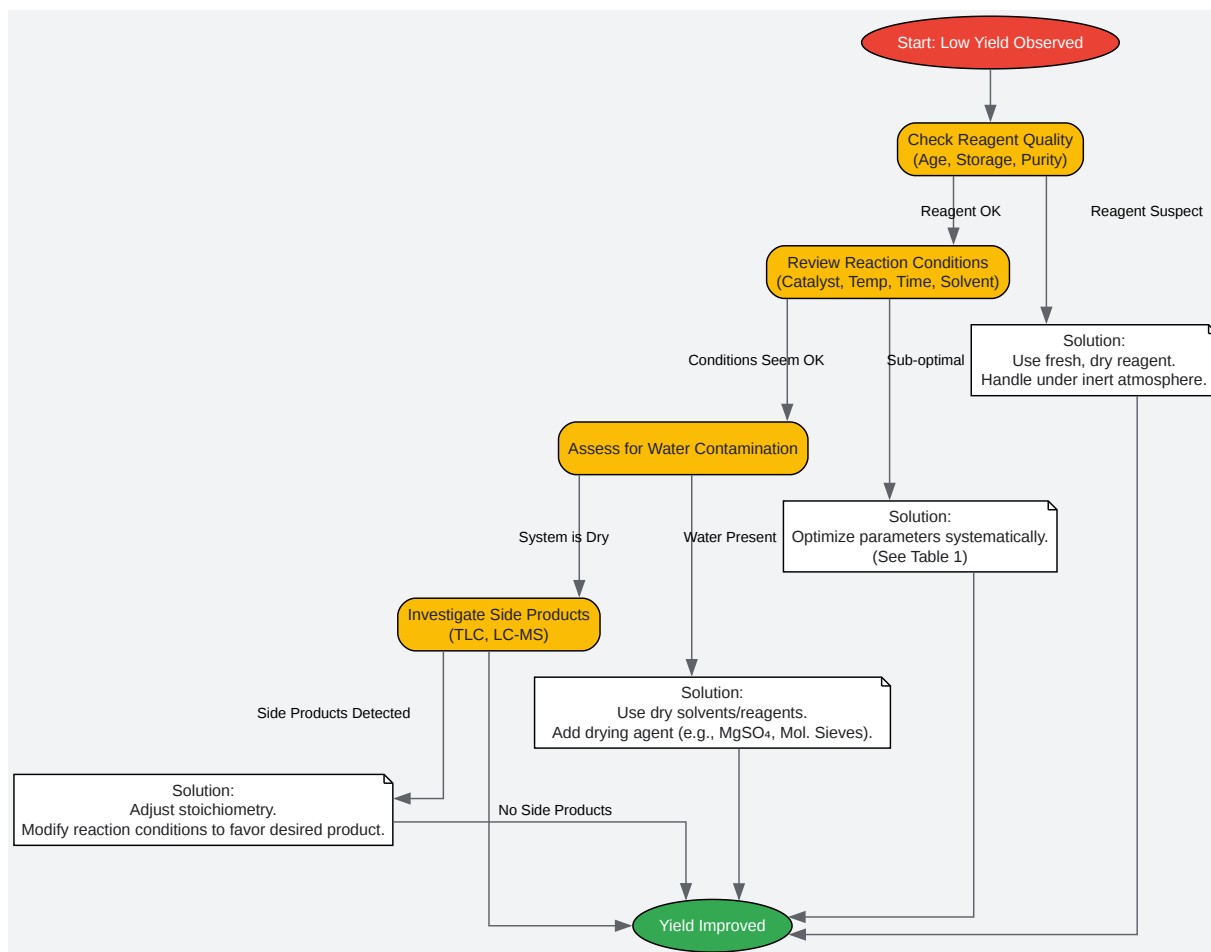 Start: Low Yield Observed
Check Reagent Quality
(Age, Storage, Purity)
Reagent OK
Reagent Suspect
Review Reaction Conditions
(Catalyst, Temp, Time, Solvent)
Solution:
Use fresh, dry reagent.
Handle under inert atmosphere.
Conditions Seem OK
Sub-optimal
Assess for Water Contamination
Solution:
Optimize parameters systematically.
(See Table 1)
System is Dry
Water Present
Investigate Side Products
(TLC, LC-MS)
Solution:
Use dry solvents/reagents.
Add drying agent (e.g., MgSO₄, Mol. Sieves).
Side Products Detected
Solution:
Adjust stoichiometry.
Modify reaction conditions to favor desired product.
No Side Products
Yield Improved